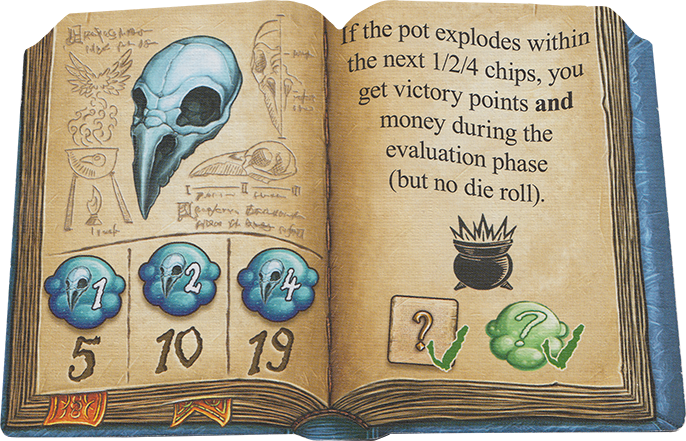 1 2 4
5 10 19
If the pot explodes within
the next 1/2/4 chips, you
get victory points and
money during the
evaluation phase
(but no die roll).
? ?